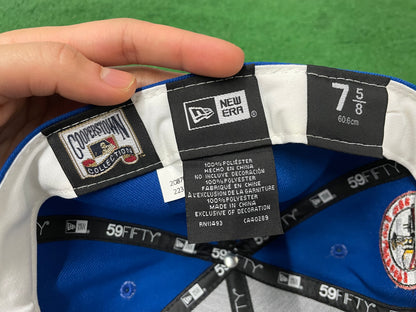 COOPERSTOWN
COLLECTION
NEW ERA
7 5/8
60.6cm
100% POLIÉSTER
HECHO EN CHINA
NO INCLUYE DECORACIÓN
100% POLYESTER
FABRIQUÉ EN CHINE
À L'EXCLUSION DE LA GARNITURE
100% POLYESTER
MADE IN CHINA
EXCLUSIVE OF DECORATION
RN11493 CA40289
59FIFTY
59FIFTY
59FIFTY
59FIFTY